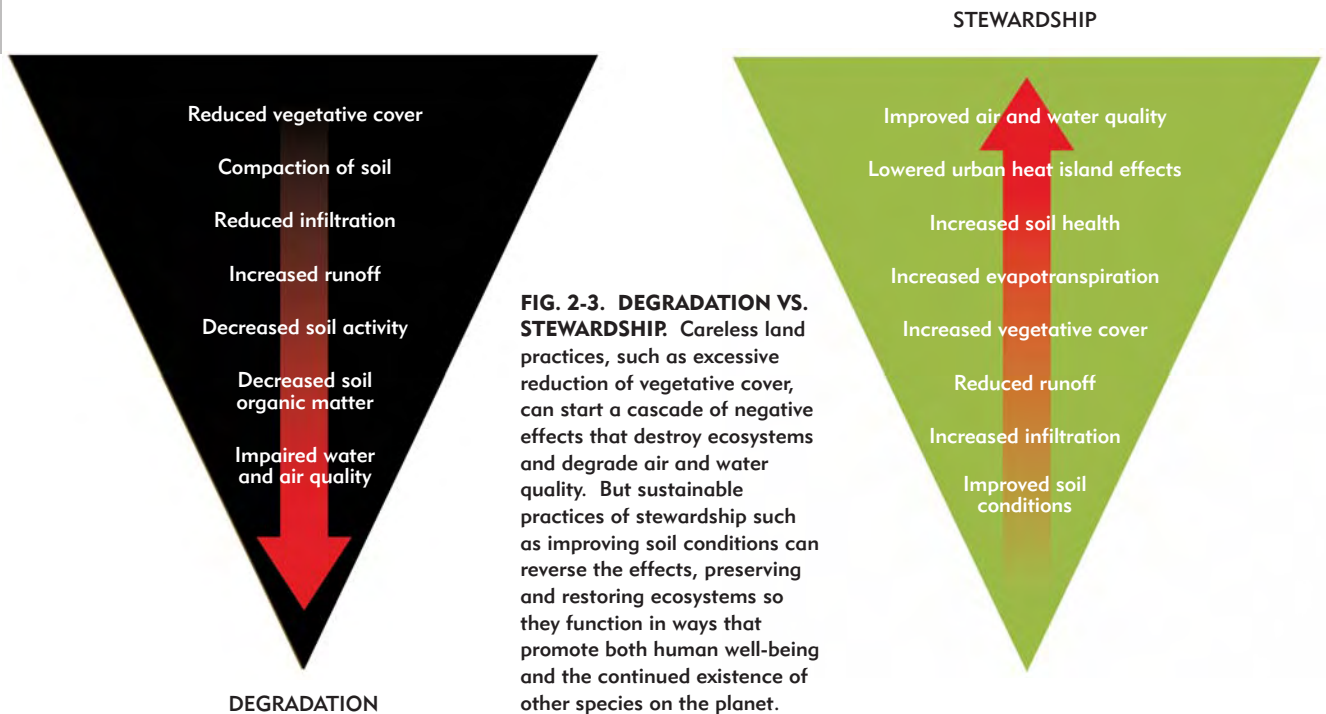 Reduced vegetative cover
Compaction of soil
Reduced infiltration
Increased runoff
Decreased soil activity
Decreased soil
organic matter
Impaired water
and air quality
DEGRADATION
FIG. 2-3. DEGRADATION VS.
STEWARDSHIP. Careless land
practices, such as excessive
reduction of vegetative cover,
can start a cascade of negative
effects that destroy ecosystems
and degrade air and water
quality. But sustainable
practices of stewardship such
as improving soil conditions can
reverse the effects, preserving
and restoring ecosystems so
they function in ways that
promote both human well-being
and the continued existence of
other species on the planet.
STEWARDSHIP
Improved air and water quality
Lowered urban heat island effects
Increased soil health
Increased evapotranspiration
Increased vegetative cover
Reduced runoff
Increased infiltration
Improved soil
conditions